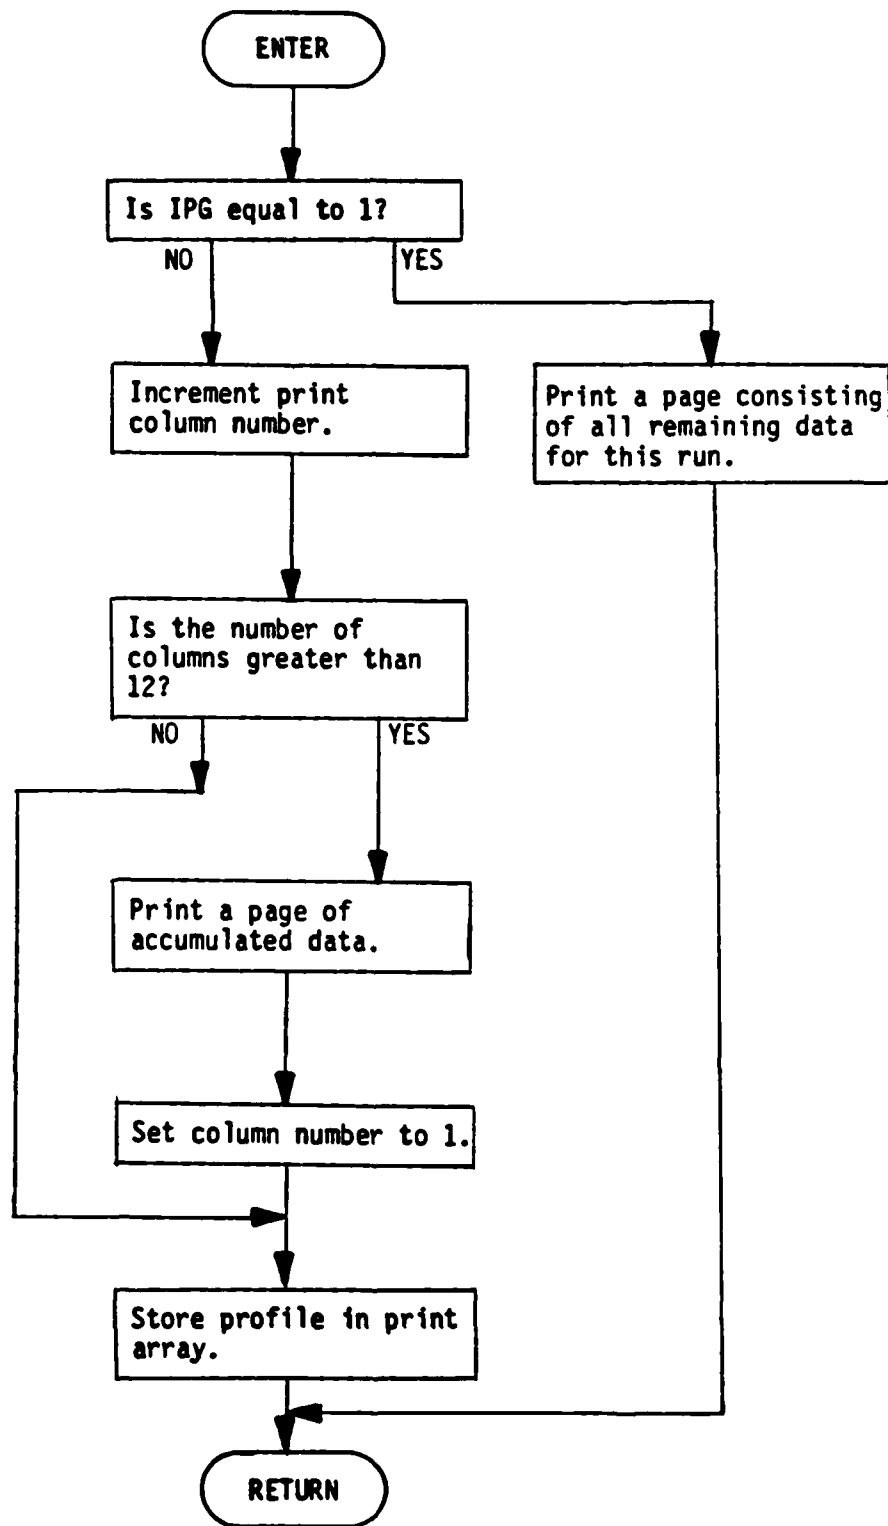 ENTER
Is IPG equal to 1?
NO
YES
Increment print
column number.
Print a page consisting
of all remaining data
for this run.
Is the number of
columns greater than
12?
NO
YES
Print a page of
accumulated data.
Set column number to 1.
Store profile in print
array.
RETURN